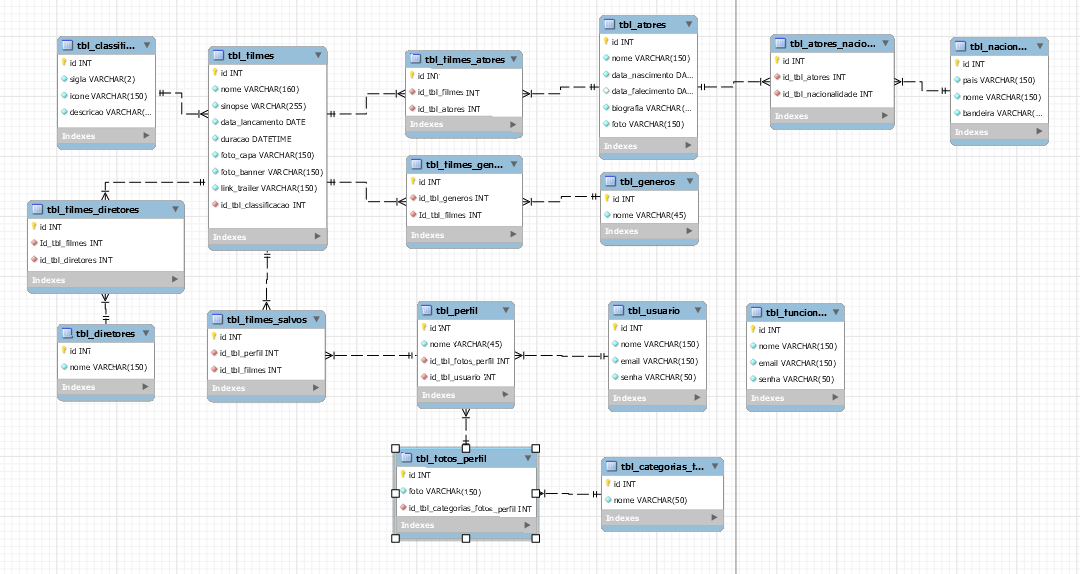 tbl_classifi...
id INT
sigla VARCHAR(2)
icone VARCHAR(150)
descricao VARCHAR(...
Indexes
tbl_filmes
id INT
nome VARCHAR(160)
sinopse VARCHAR(255)
data_lancamento DATE
duracao DATETIME
foto_capa VARCHAR(150)
foto_banner VARCHAR(150)
link_trailer VARCHAR(150)
id_tbl_classificacao INT
Indexes
tbl_filmes_atores
id INT
id_tbl_filmes INT
id_tbl_atores INT
Indexes
tbl_atores
id INT
nome VARCHAR(150)
data_nascimento DA...
data_falecimento DA...
biografia VARCHAR(...
foto VARCHAR(150)
Indexes
tbl_atores_nacio...
id INT
id_tbl_atores INT
id_tbl_nacionalidade INT
Indexes
tbl_nacion...
id INT
pais VARCHAR(150)
nome VARCHAR(150)
bandeira VARCHAR(...
Indexes
tbl_filmes_gen...
id INT
id_tbl_generos INT
Id_tbl_filmes INT
Indexes
tbl_generos
id INT
nome VARCHAR(45)
Indexes
tbl_filmes_diretores
id INT
Id_tbl_filmes INT
id_tbl_diretores INT
Indexes
tbl_diretores
id INT
nome VARCHAR(150)
Indexes
tbl_filmes_salvos
id INT
id_tbl_perfil INT
id_tbl_filmes INT
Indexes
tbl_perfil
id INT
nome VARCHAR(45)
id_tbl_fotos_perfil INT
id_tbl_usuario INT
Indexes
tbl_usuario
id INT
nome VARCHAR(150)
email VARCHAR(150)
senha VARCHAR(50)
Indexes
tbl_funcion...
id INT
nome VARCHAR(150)
email VARCHAR(150)
senha VARCHAR(50)
Indexes
tbl_fotos_perfil
id INT
foto VARCHAR(150)
id_tbl_categorias_fotos_perfil INT
Indexes
tbl_categorias_f...
id INT
nome VARCHAR(50)
Indexes